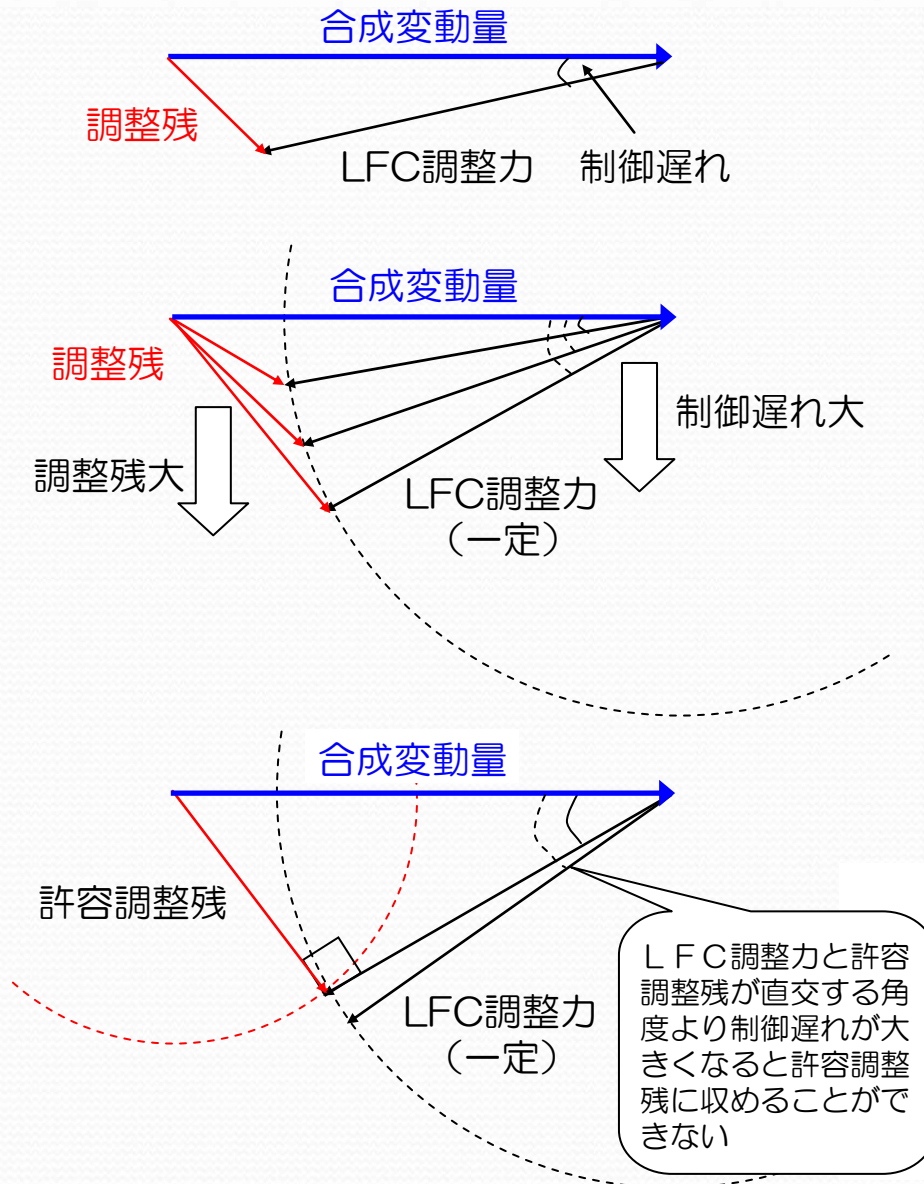 合成変動量
調整残
LFC調整力
制御遅れ
合成変動量
調整残
制御遅れ大
調整残大
LFC調整力
（一定）
合成変動量
許容調整残
LFC調整力
（一定）
ＬＦＣ調整力と許容
調整残が直交する角
度より制御遅れが大
きくなると許容調整
残に収めることがで
きない